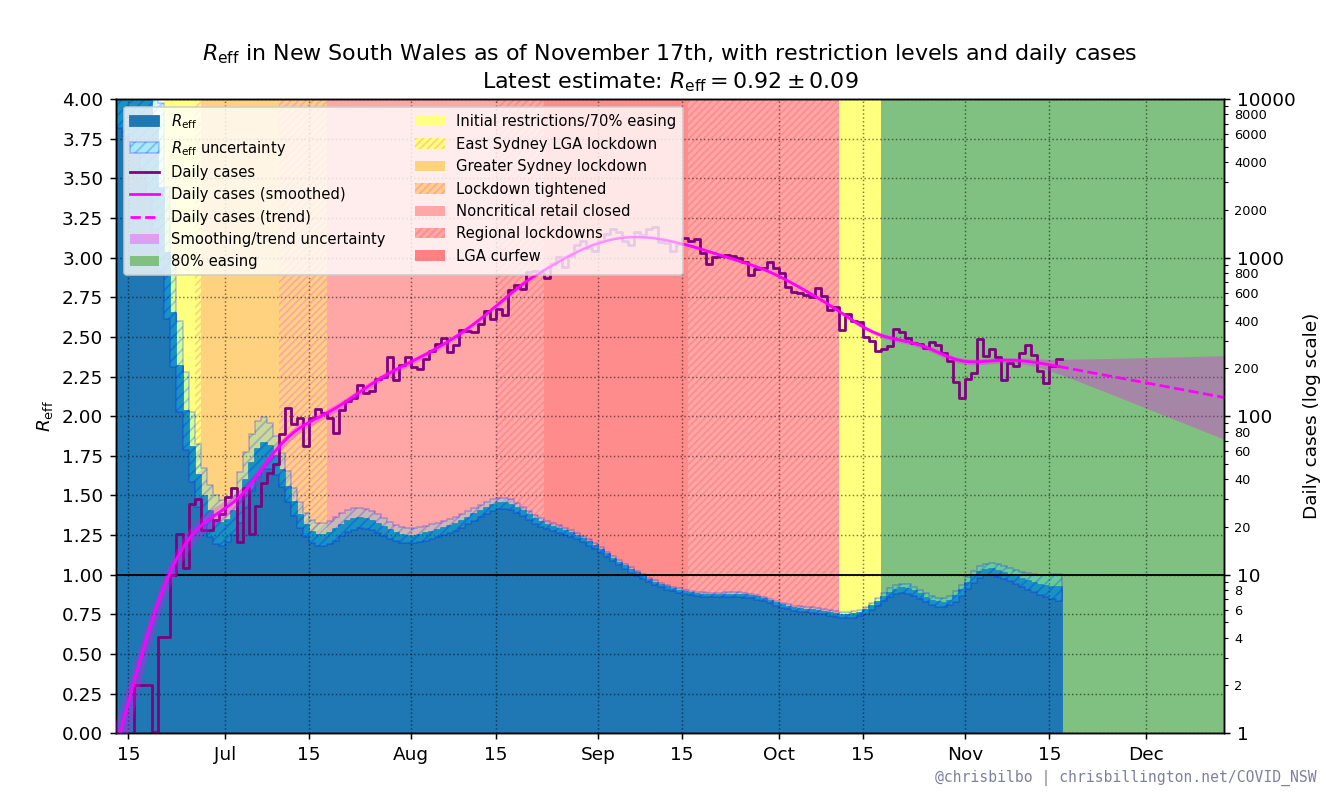 R_eff in New South Wales as of November 17th, with restriction levels and daily cases
Latest estimate: R_eff = 0.92 ± 0.09
R_eff
R_eff uncertainty
Daily cases
Daily cases (smoothed)
Daily cases (trend)
Smoothing/trend uncertainty
80% easing
Initial restrictions/70% easing
East Sydney LGA lockdown
Greater Sydney lockdown
Lockdown tightened
Noncritical retail closed
Regional lockdowns
LGA curfew
R_eff
4.00
3.75
3.50
3.25
3.00
2.75
2.50
2.25
2.00
1.75
1.50
1.25
1.00
0.75
0.50
0.25
0.00
15
Jul
15
Aug
15
Sep
15
Oct
15
Nov
15
Dec
10000
8000
6000
4000
2000
1000
800
600
400
200
100
80
60
40
20
10
8
6
4
2
1
Daily cases (log scale)
@chrisbilbo | chrisbillington.net/COVID_NSW